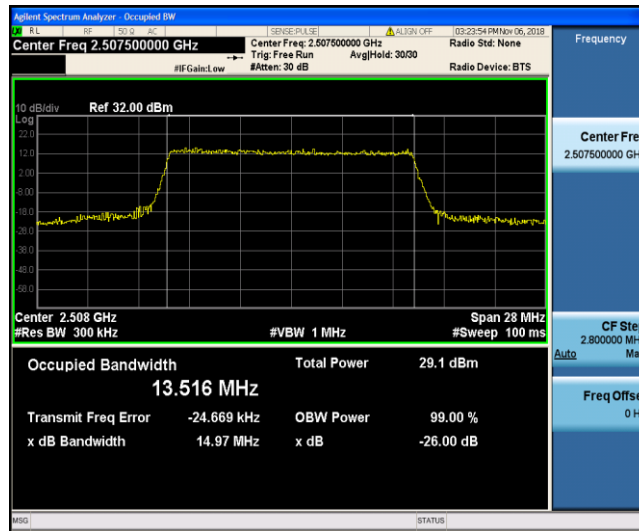 Agilent Spectrum Analyzer - Occupied BW
RL RF 50 Ω AC SENSE:PULSE ALIGN OFF 03:23:54 PM Nov 06, 2018
Center Freq 2.507500000 GHz Center Freq: 2.507500000 GHz Radio Std: None Frequency
Trig: Free Run Avg|Hold: 30/30
#IFGain:Low #Atten: 30 dB Radio Device: BTS
10 dB/div Ref 32.00 dBm
Log
22.0
12.0
2.00
-8.00
-18.0
-28.0
-38.0
-48.0
-58.0
Center Fre
2.507500000 GH
Center 2.508 GHz Span 28 MHz
#Res BW 300 kHz #VBW 1 MHz #Sweep 100 ms
CF Ste
2.800000 MH
Auto Ma
Occupied Bandwidth Total Power 29.1 dBm
13.516 MHz
Transmit Freq Error -24.669 kHz OBW Power 99.00 %
x dB Bandwidth 14.97 MHz x dB -26.00 dB
Freq Offse
0 H
MSG STATUS